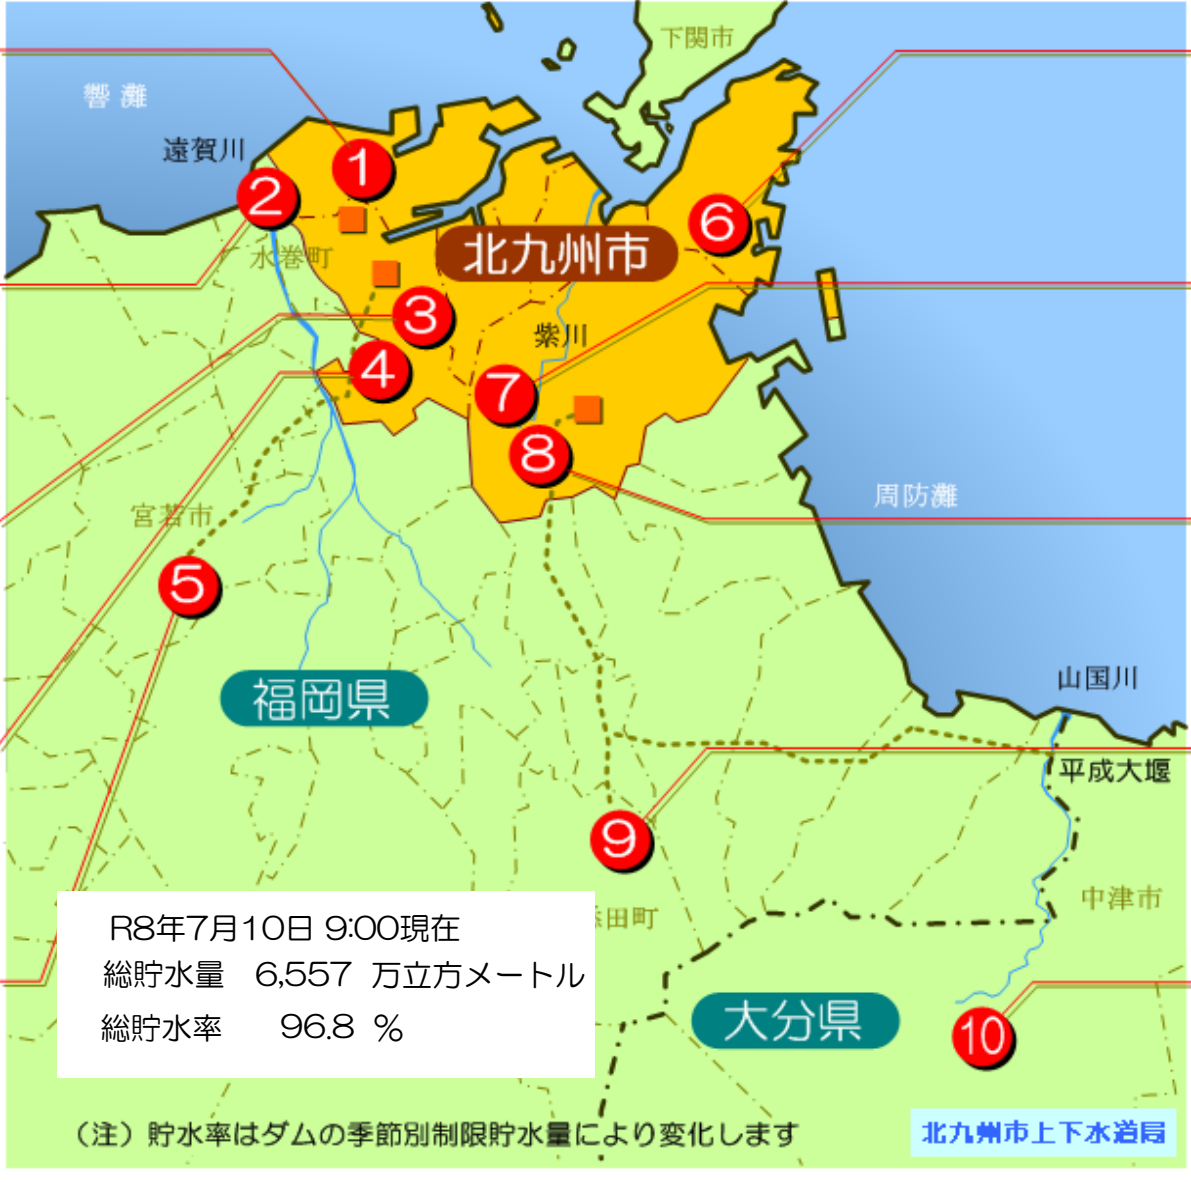 下関市
響灘
遠賀川
1
2
6
水巻町
北九州市
3
紫川
4
7
8
周防灘
宮若市
5
山国川
福岡県
平成大堰
9
中津市
田町
R8年7月10日 9:00現在
総貯水量 6,557 万立方メートル
総貯水率 96.8 %
大分県
10
（注）貯水率はダムの季節別制限貯水量により変化します
北九州市上下水道局